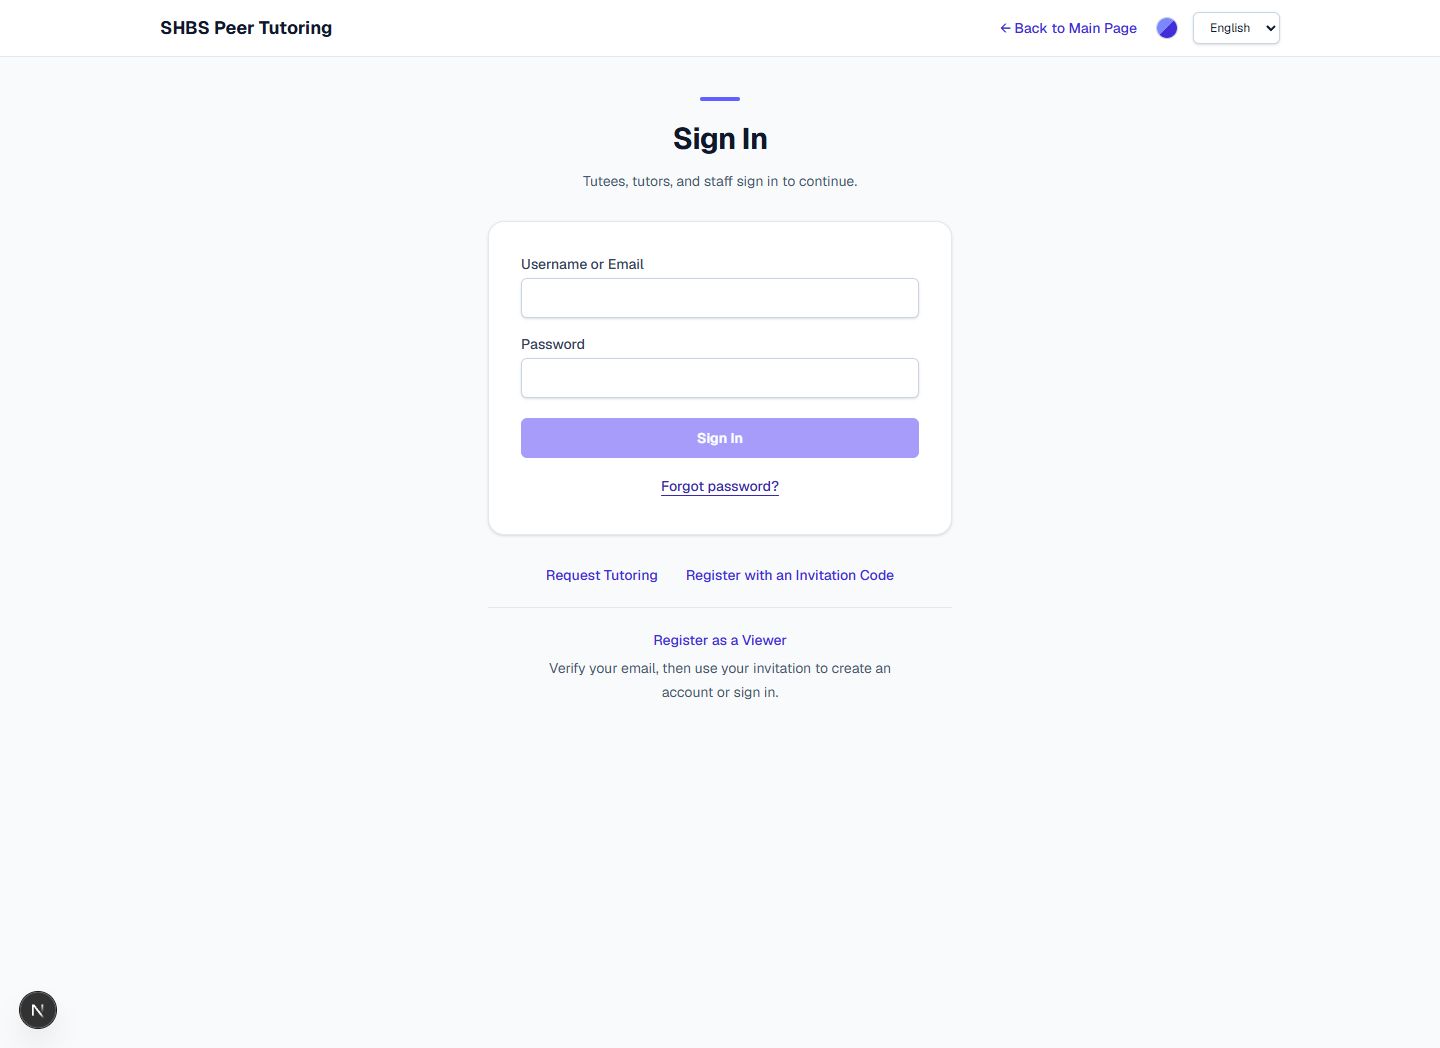 SHBS Peer Tutoring
← Back to Main Page
English
Sign In
Tutees, tutors, and staff sign in to continue.
Username or Email
Password
Sign In
Forgot password?
Request Tutoring
Register with an Invitation Code
Register as a Viewer
Verify your email, then use your invitation to create an
account or sign in.
N